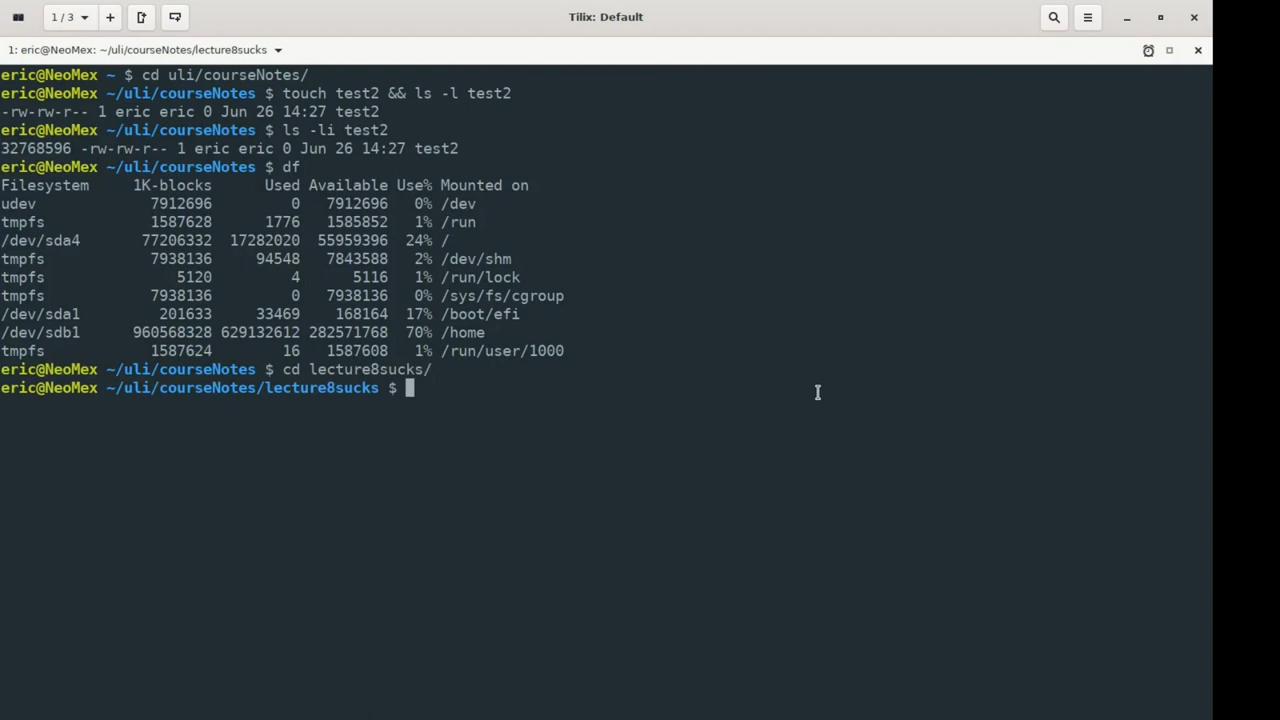 1 / 3
Tilix: Default
1: eric@NeoMex: ~/uli/courseNotes/lecture8sucks
eric@NeoMex ~ $ cd uli/courseNotes/
eric@NeoMex ~/uli/courseNotes $ touch test2 && ls -l test2
-rw-rw-r-- 1 eric eric 0 Jun 26 14:27 test2
eric@NeoMex ~/uli/courseNotes $ ls -li test2
32768596 -rw-rw-r-- 1 eric eric 0 Jun 26 14:27 test2
eric@NeoMex ~/uli/courseNotes $ df
Filesystem     1K-blocks      Used Available Use% Mounted on
udev             7912696         0   7912696   0% /dev
tmpfs            1587628      1776   1585852   1% /run
/dev/sda4       77206332  17282020  55959396  24% /
tmpfs            7938136     94548   7843588   2% /dev/shm
tmpfs               5120         4      5116   1% /run/lock
tmpfs            7938136         0   7938136   0% /sys/fs/cgroup
/dev/sda1         201633     33469    168164  17% /boot/efi
/dev/sdb1      960568328 629132612 282571768  70% /home
tmpfs            1587624        16   1587608   1% /run/user/1000
eric@NeoMex ~/uli/courseNotes $ cd lecture8sucks/
eric@NeoMex ~/uli/courseNotes/lecture8sucks $